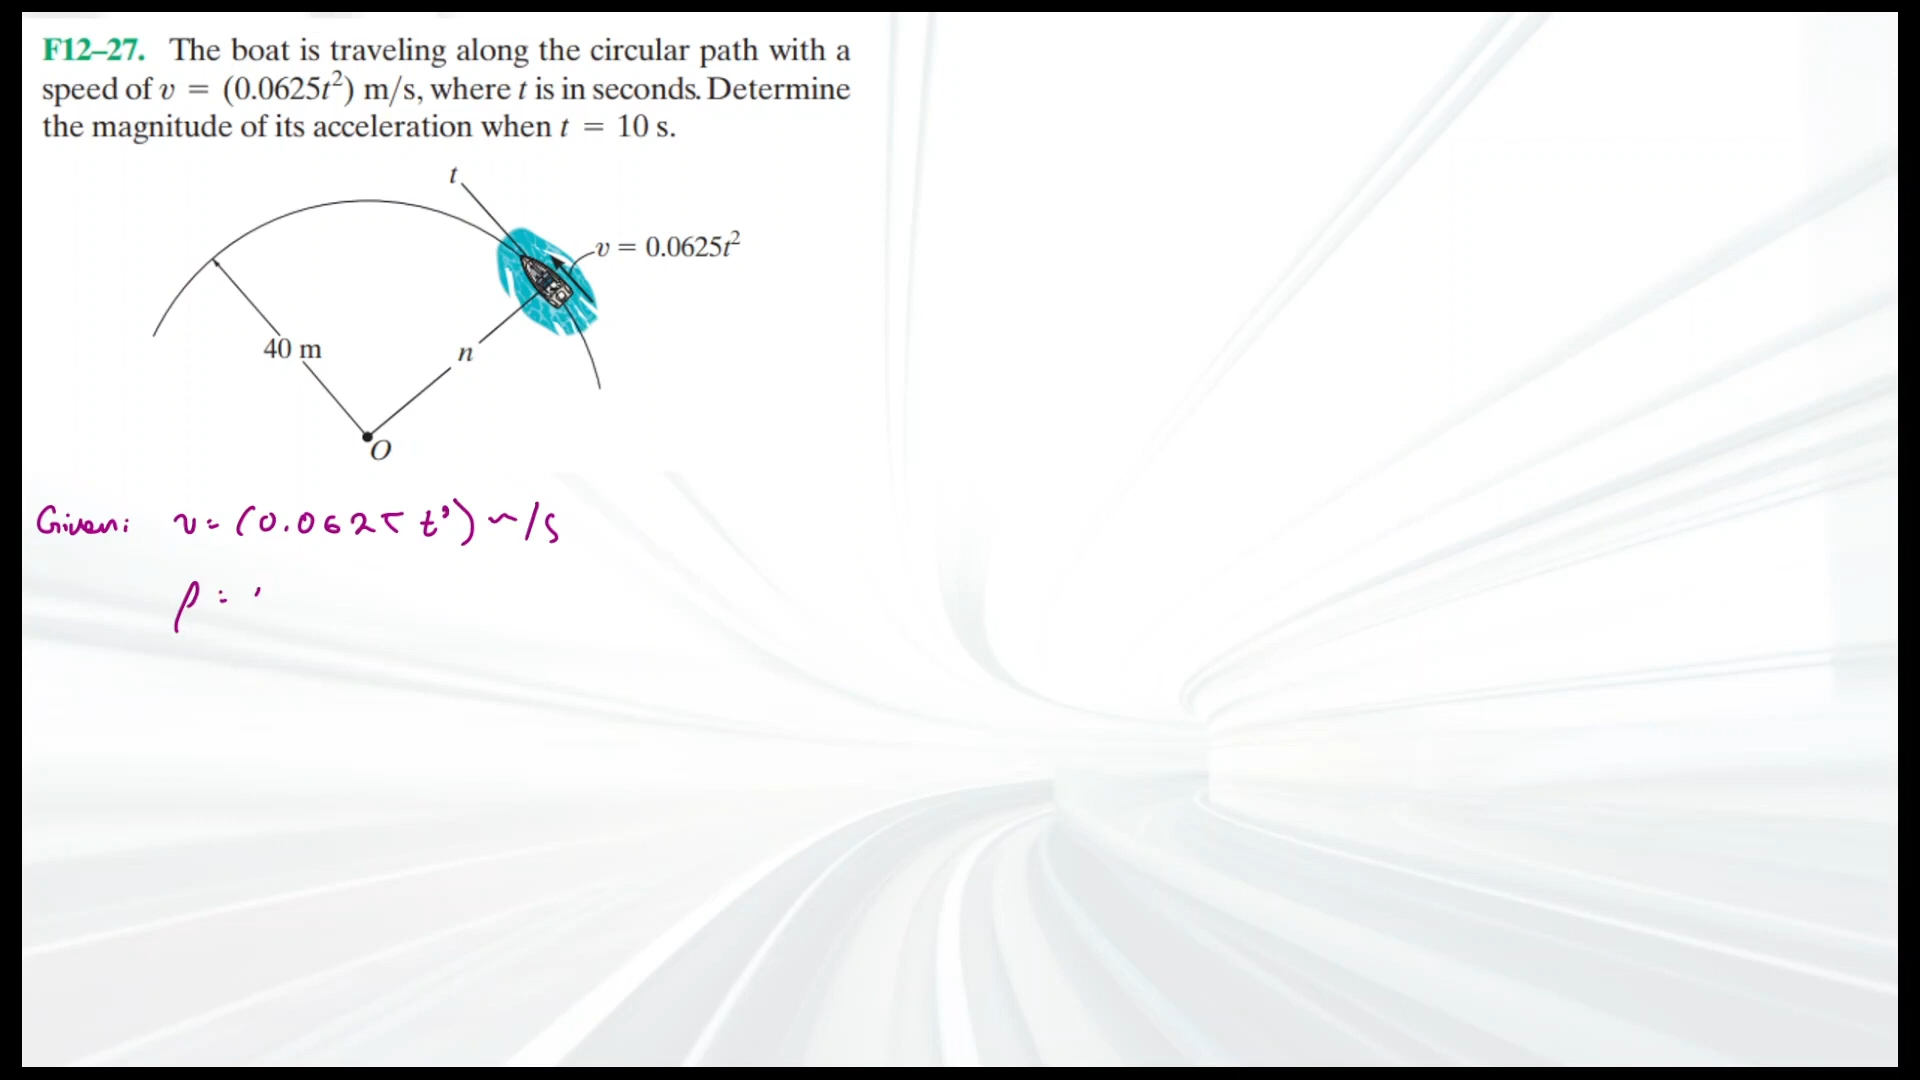 F12–27. The boat is traveling along the circular path with a
speed of v = (0.0625t²) m/s, where t is in seconds. Determine
the magnitude of its acceleration when t = 10 s.
t
v = 0.0625t²
40 m
n
O
Given: v = (0.0625 t²) m/s
ρ =